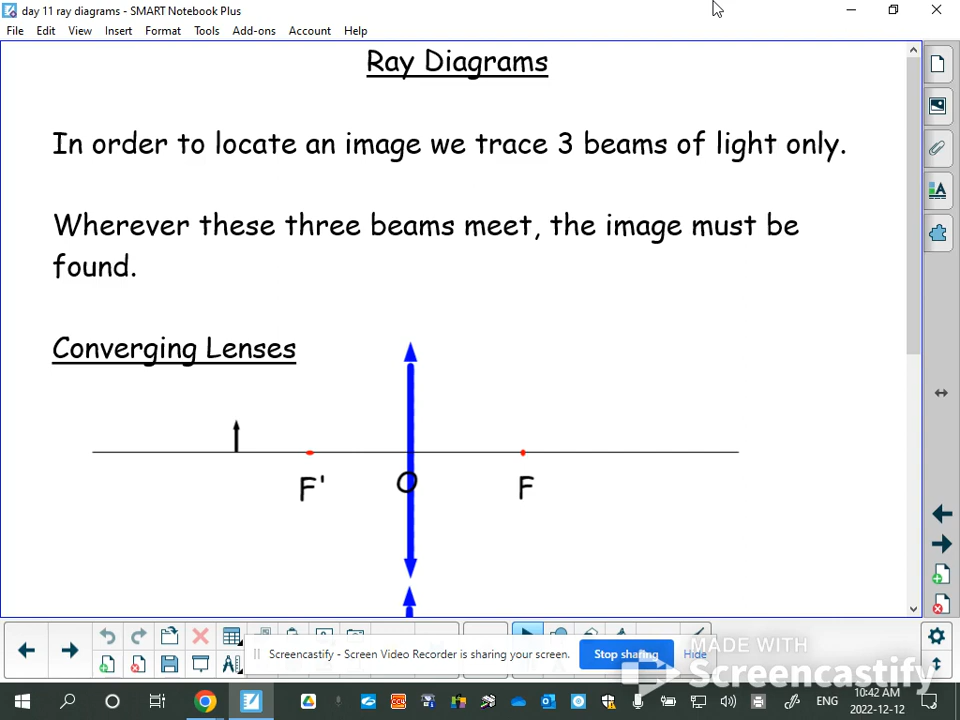 day 11 ray diagrams - SMART Notebook Plus
File Edit View Insert Format Tools Add-ons Account Help
Ray Diagrams
In order to locate an image we trace 3 beams of light only.
Wherever these three beams meet, the image must be
found.
Converging Lenses
F' O F
Screencastify - Screen Video Recorder is sharing your screen. Stop sharing Hide
MADE WITH
Screencastify
ENG
10:42 AM
2022-12-12